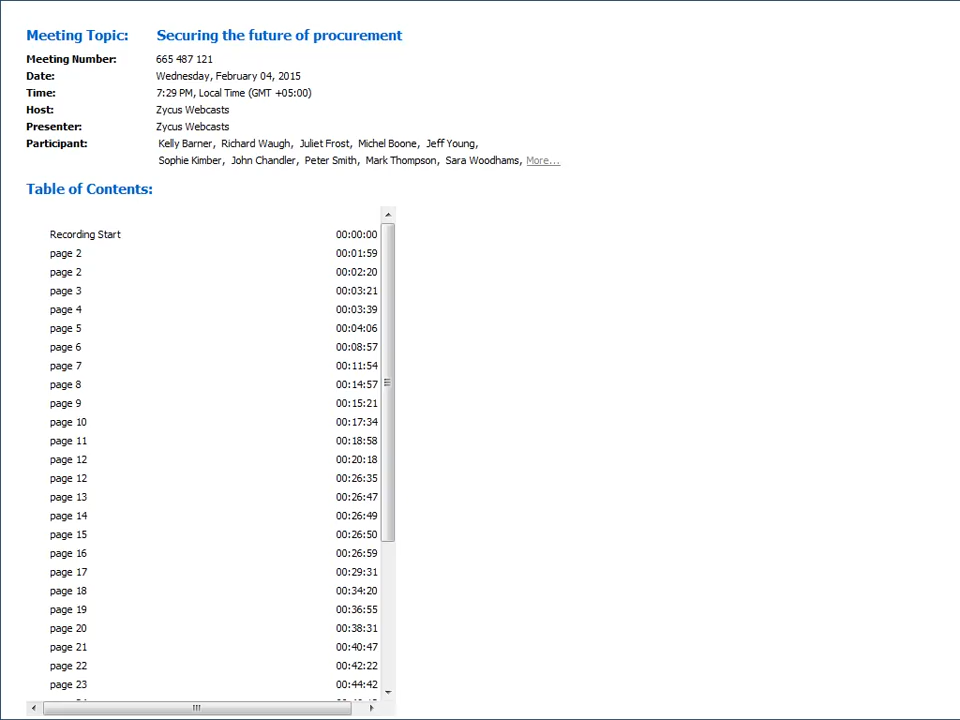 Meeting Topic: Securing the future of procurement
Meeting Number: 665 487 121
Date: Wednesday, February 04, 2015
Time: 7:29 PM, Local Time (GMT +05:00)
Host: Zycus Webcasts
Presenter: Zycus Webcasts
Participant: Kelly Barner, Richard Waugh, Juliet Frost, Michel Boone, Jeff Young,
Sophie Kimber, John Chandler, Peter Smith, Mark Thompson, Sara Woodhams, More...
Table of Contents:
Recording Start 00:00:00
page 2 00:01:59
page 2 00:02:20
page 3 00:03:21
page 4 00:03:39
page 5 00:04:06
page 6 00:08:57
page 7 00:11:54
page 8 00:14:57
page 9 00:15:21
page 10 00:17:34
page 11 00:18:58
page 12 00:20:18
page 12 00:26:35
page 13 00:26:47
page 14 00:26:49
page 15 00:26:50
page 16 00:26:59
page 17 00:29:31
page 18 00:34:20
page 19 00:36:55
page 20 00:38:31
page 21 00:40:47
page 22 00:42:22
page 23 00:44:42